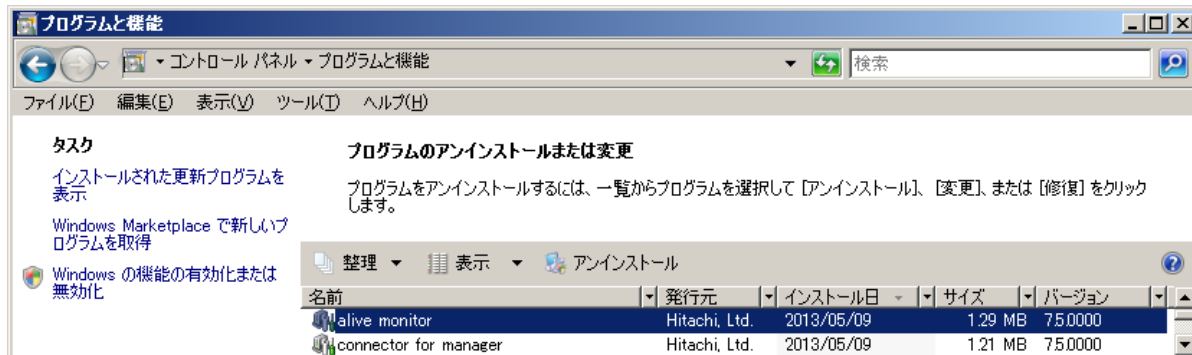 プログラムと機能
コントロール パネル プログラムと機能
検索
ファイル(F) 編集(E) 表示(V) ツール(T) ヘルプ(H)
タスク
インストールされた更新プログラムを
表示
Windows Marketplace で新しいプ
ログラムを取得
Windows の機能の有効化または
無効化
プログラムのアンインストールまたは変更
プログラムをアンインストールするには、一覧からプログラムを選択して [アンインストール]、[変更]、または [修復] をクリック
します。
整理 表示 アンインストール
名前 発行元 インストール日 サイズ バージョン
alive monitor Hitachi, Ltd. 2013/05/09 1.29 MB 7.5.0000
connector for manager Hitachi, Ltd. 2013/05/09 1.21 MB 7.5.0000